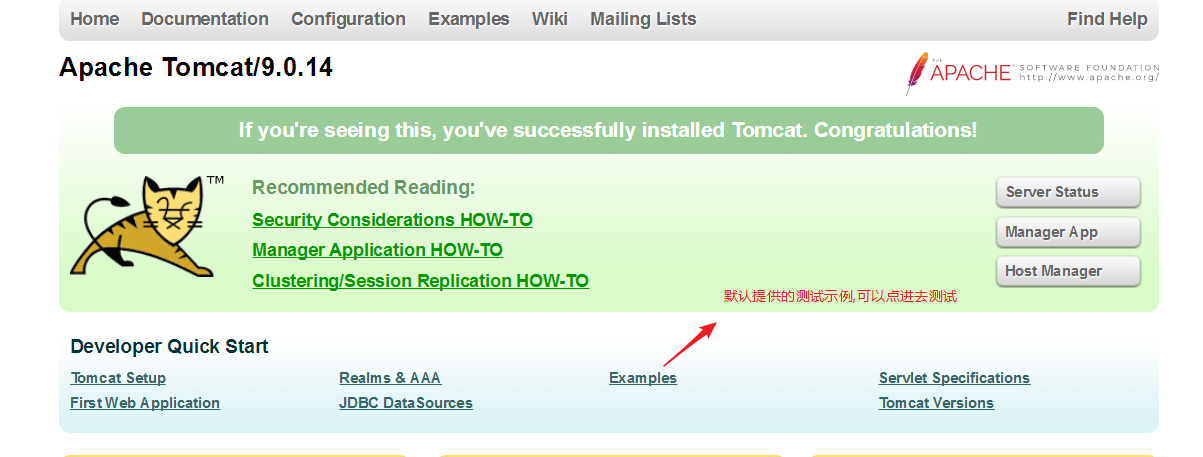 Home Documentation Configuration Examples Wiki Mailing Lists Find Help
Apache Tomcat/9.0.14
THE APACHE® SOFTWARE FOUNDATION
http://www.apache.org/
If you're seeing this, you've successfully installed Tomcat. Congratulations!
TM
Recommended Reading:
Security Considerations HOW-TO
Manager Application HOW-TO
Clustering/Session Replication HOW-TO
Server Status
Manager App
Host Manager
默认提供的测试示例,可以点进去测试
Developer Quick Start
Tomcat Setup Realms & AAA Examples Servlet Specifications
First Web Application JDBC DataSources Tomcat Versions